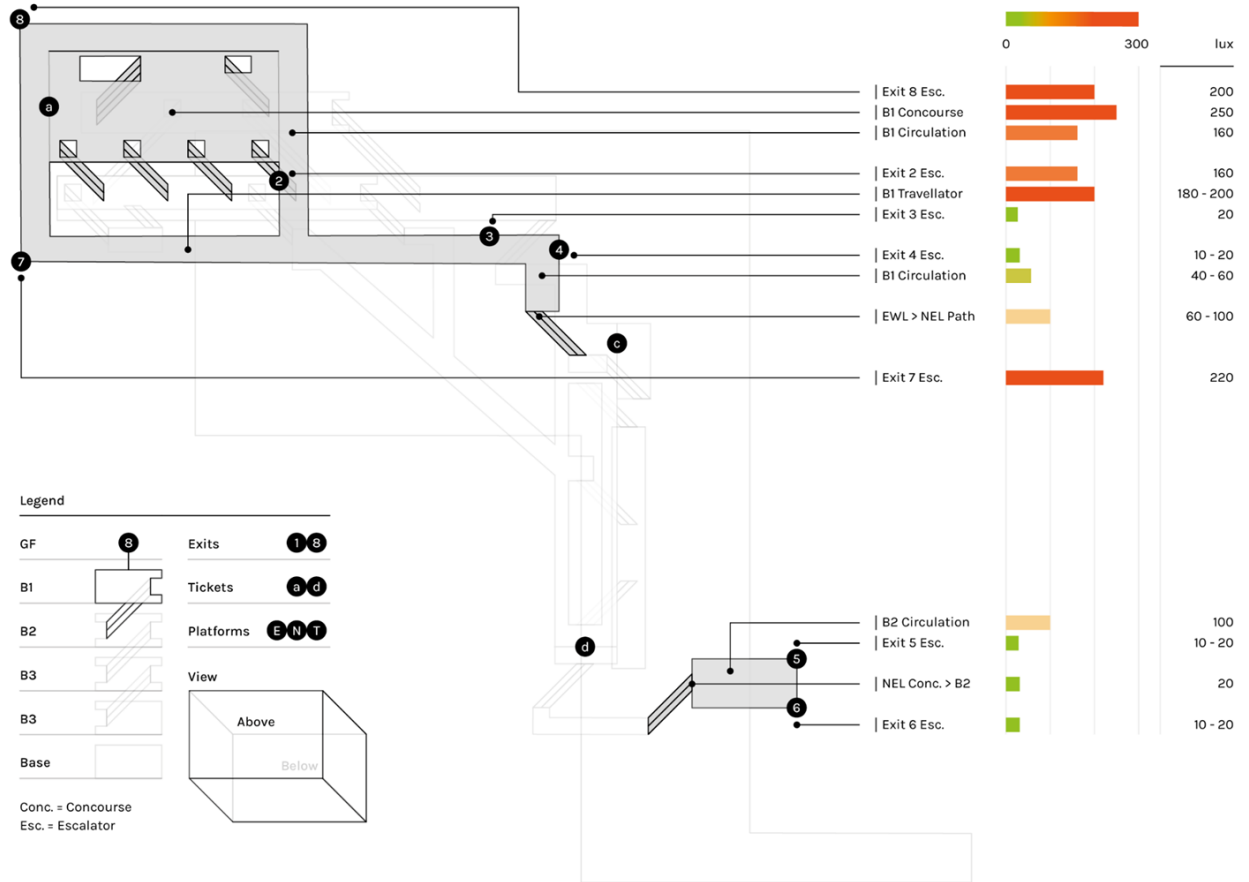 8
0 300 lux
a
| Exit 8 Esc. 200
| B1 Concourse 250
| B1 Circulation 160
2
| Exit 2 Esc. 160
| B1 Travellator 180 - 200
| Exit 3 Esc. 20
3
4
| Exit 4 Esc. 10 - 20
7
| B1 Circulation 40 - 60
| EWL > NEL Path 60 - 100
c
| Exit 7 Esc. 220
Legend
GF 8 Exits 1 8
B1 Tickets a d
B2 Platforms E N T
B3 View
B3 Above
Below
Base
Conc. = Concourse
Esc. = Escalator
d
| B2 Circulation 100
| Exit 5 Esc. 10 - 20
5
| NEL Conc. > B2 20
6
| Exit 6 Esc. 10 - 20